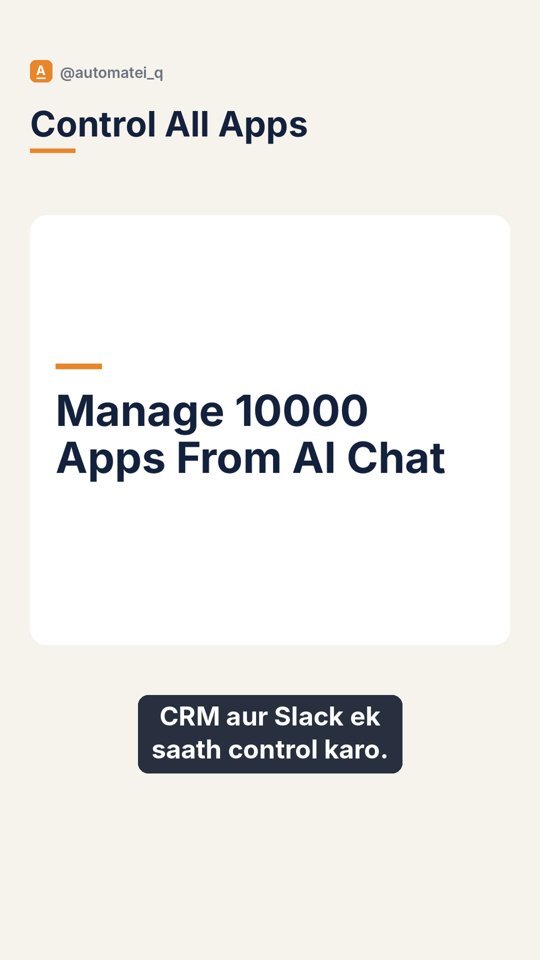 A
@automatei_q
Control All Apps
Manage 10000
Apps From AI Chat
CRM aur Slack ek
saath control karo.